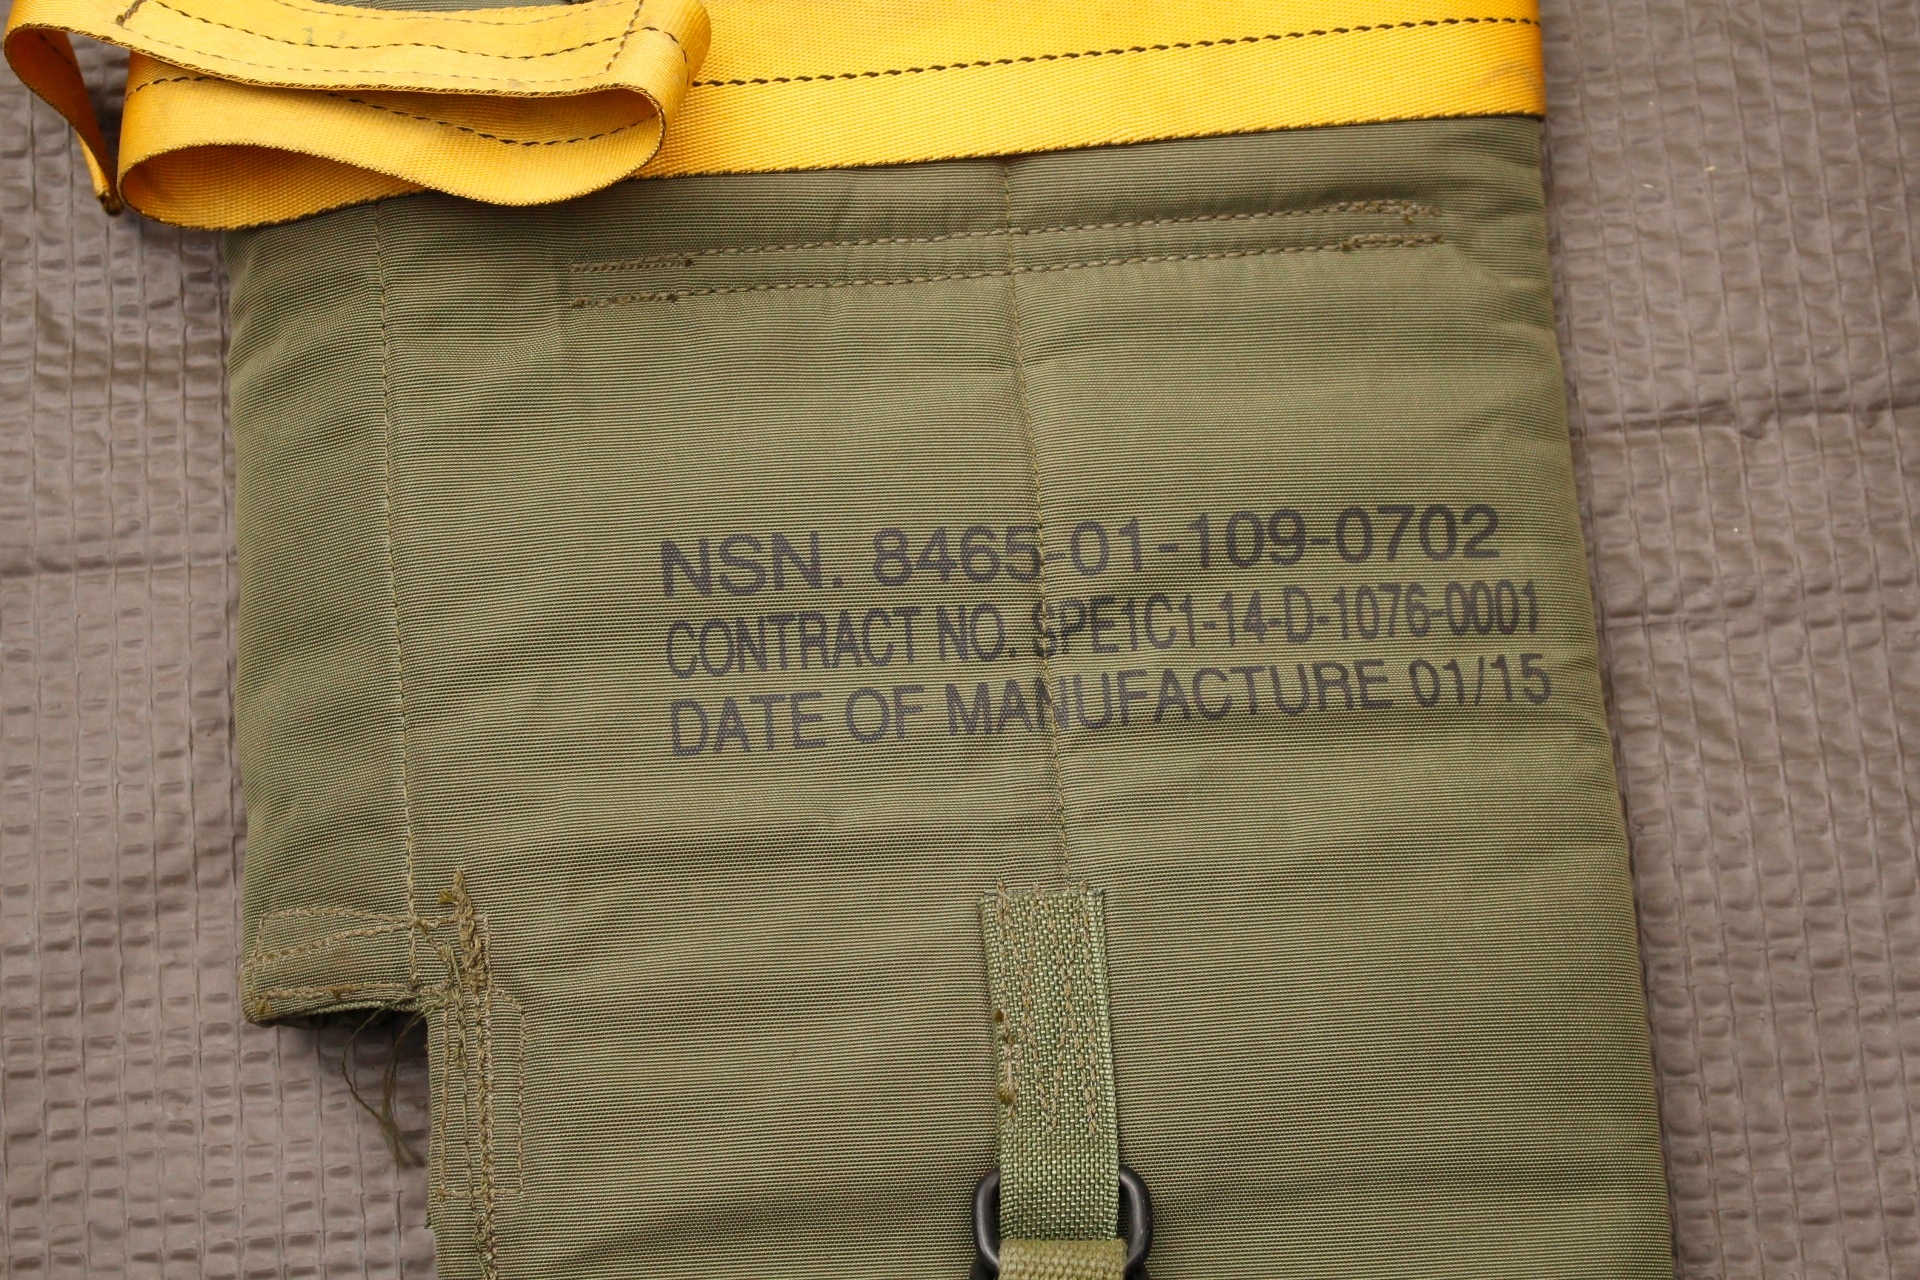 NSN. 8465-01-109-0702
CONTRACT NO. SPE1C1-14-D-1076-0001
DATE OF MANUFACTURE 01/15